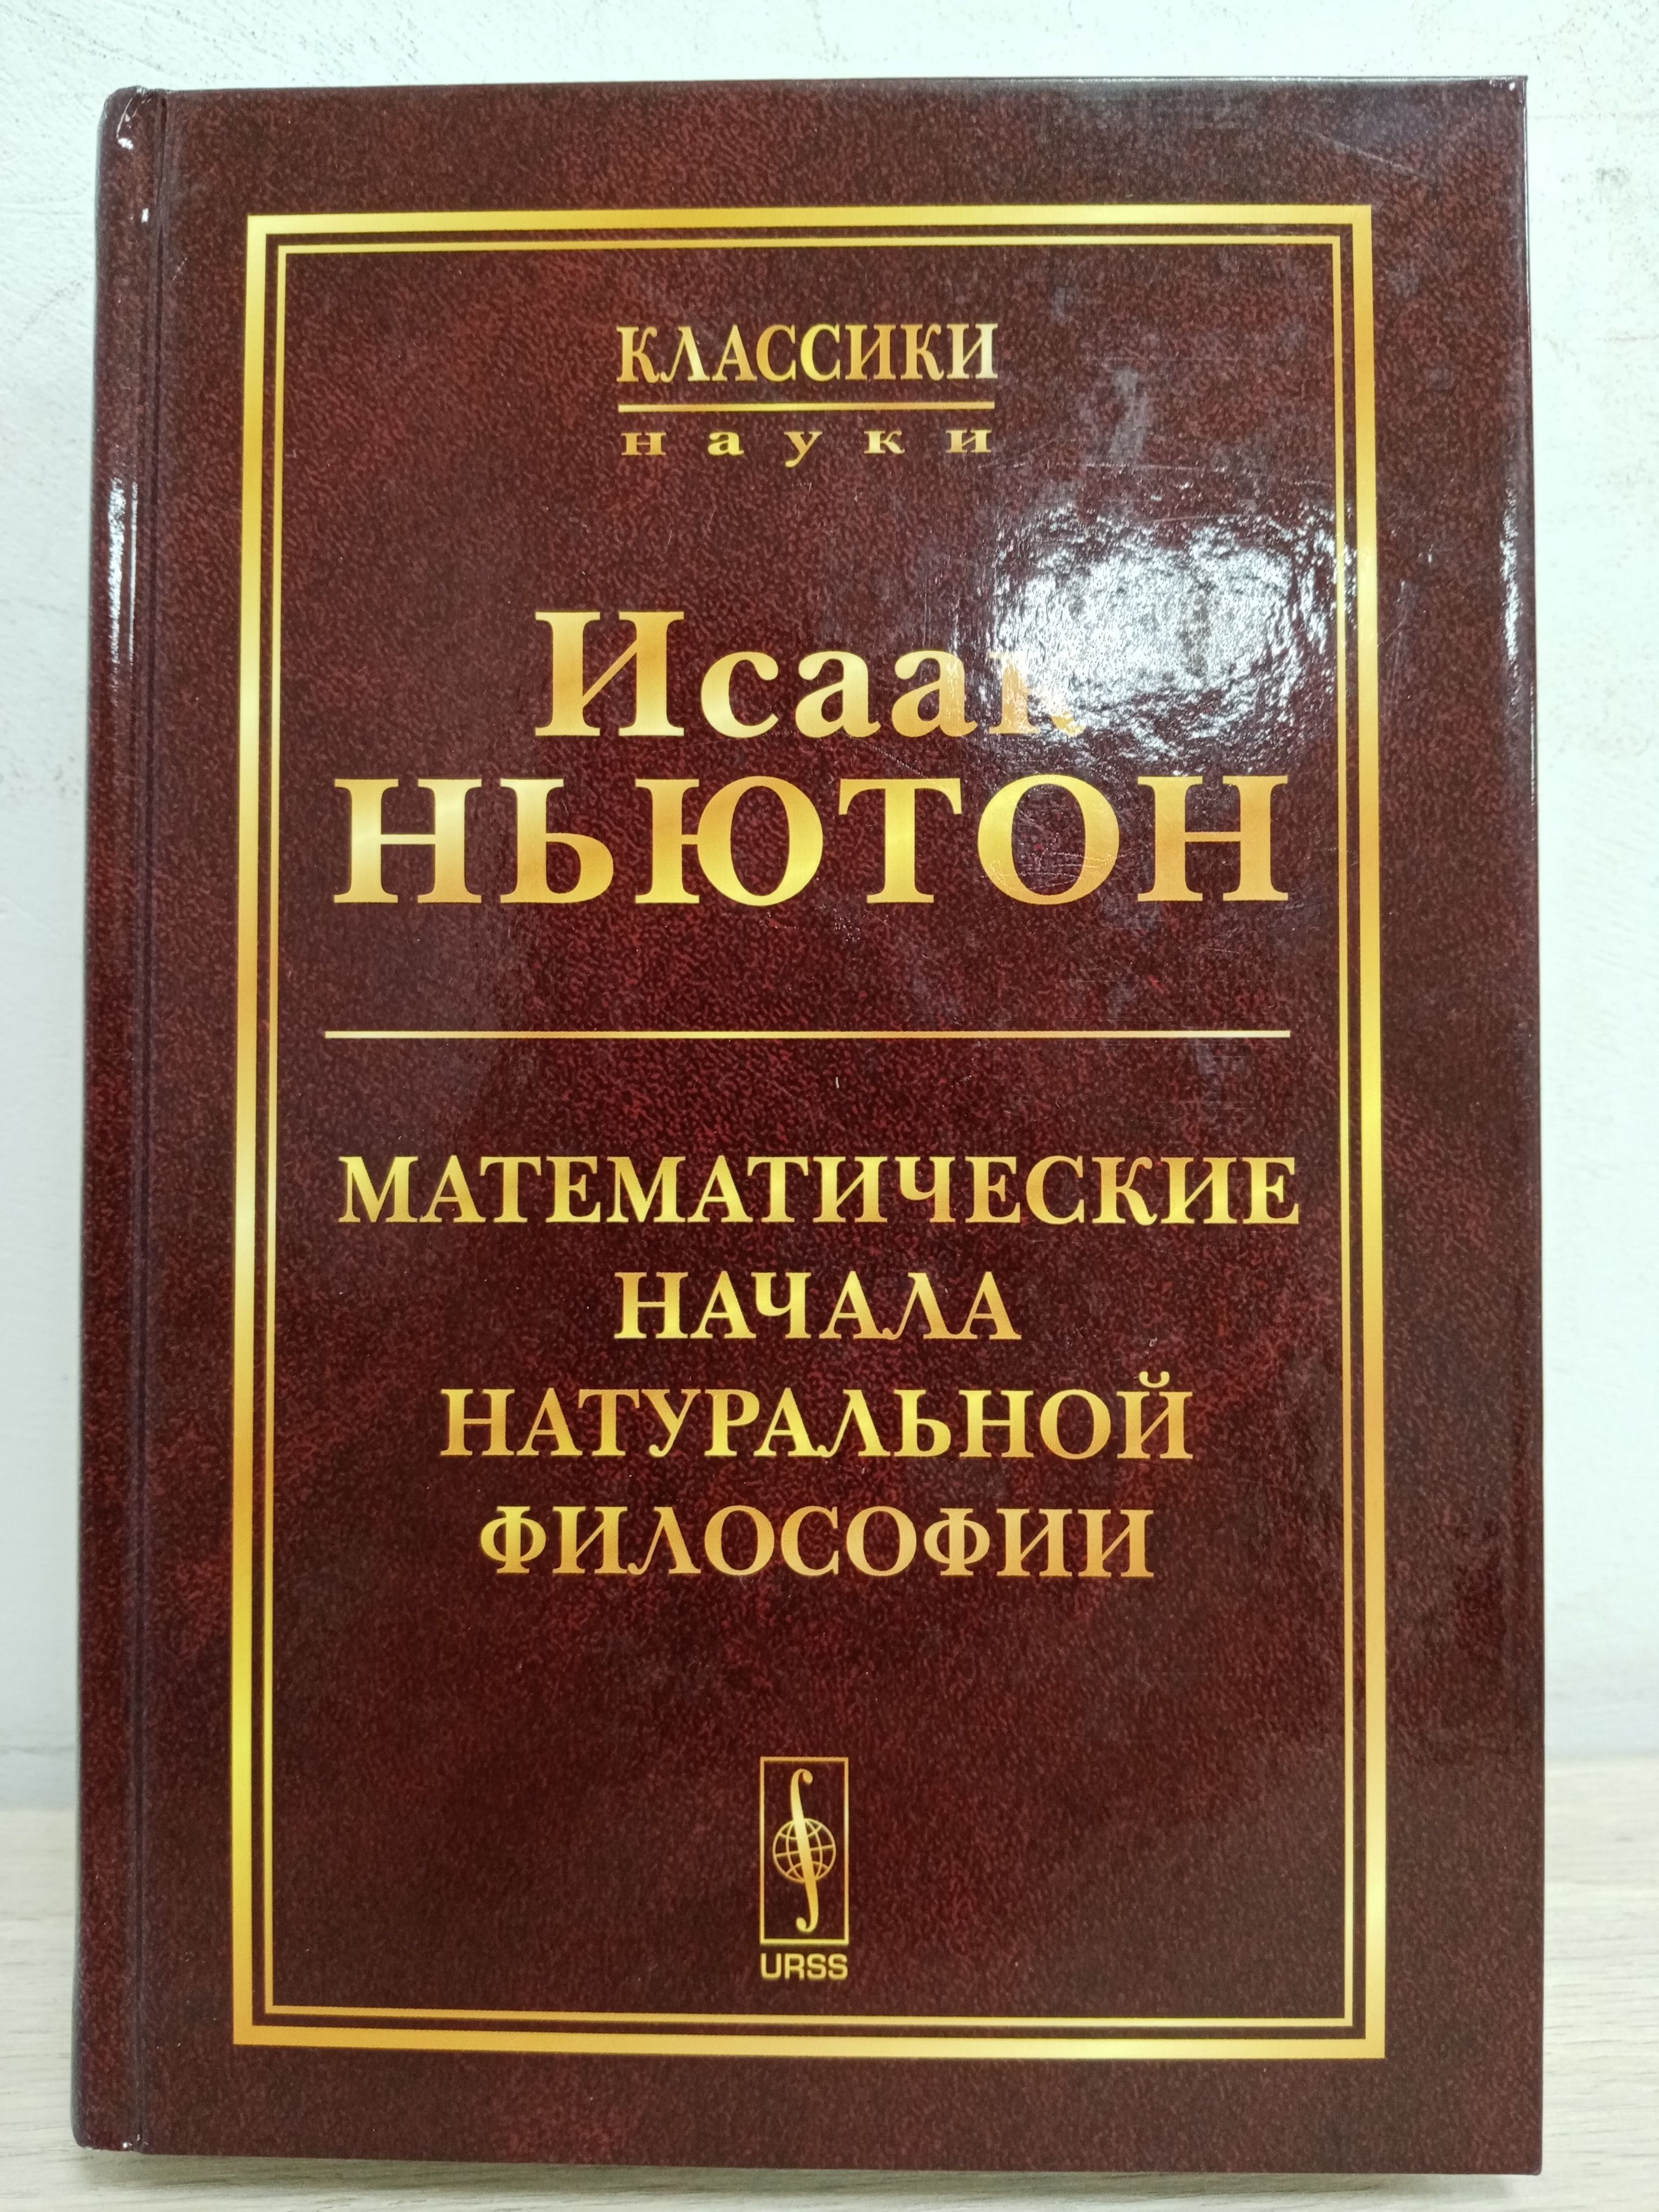 КЛАССИКИ
науки
Исаак
НЬЮТОН
МАТЕМАТИЧЕСКИЕ
НАЧАЛА
НАТУРАЛЬНОЙ
ФИЛОСОФИИ
URSS